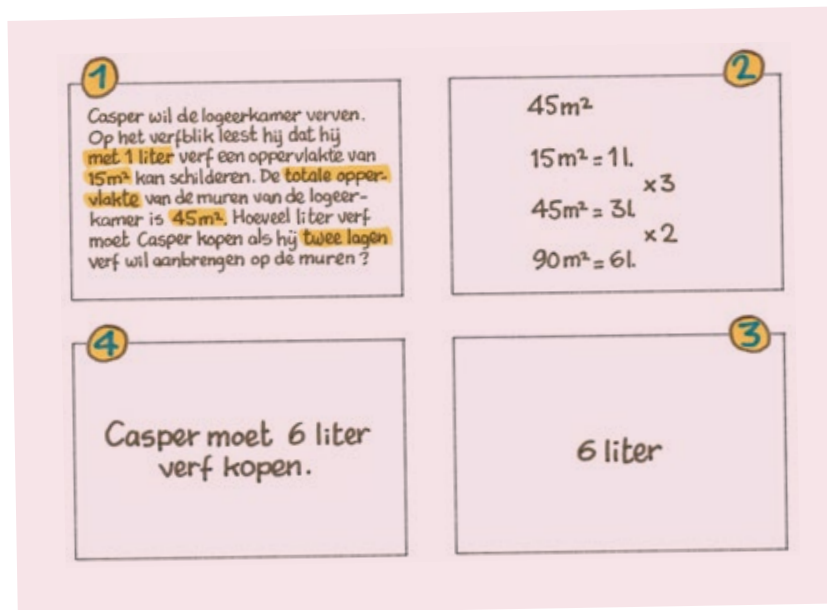 1
Casper wil de logeerkamer verven.
Op het verfblik leest hij dat hij
met 1 liter verf een oppervlakte van
15m² kan schilderen. De totale opper-
vlakte van de muren van de logeer-
kamer is 45m². Hoeveel liter verf
moet Casper kopen als hij twee lagen
verf wil aanbrengen op de muren?
2
45m²
15m² = 1l.
x3
45m² = 3l.
x2
90m² = 6l.
3
6 liter
4
Casper moet 6 liter
verf kopen.